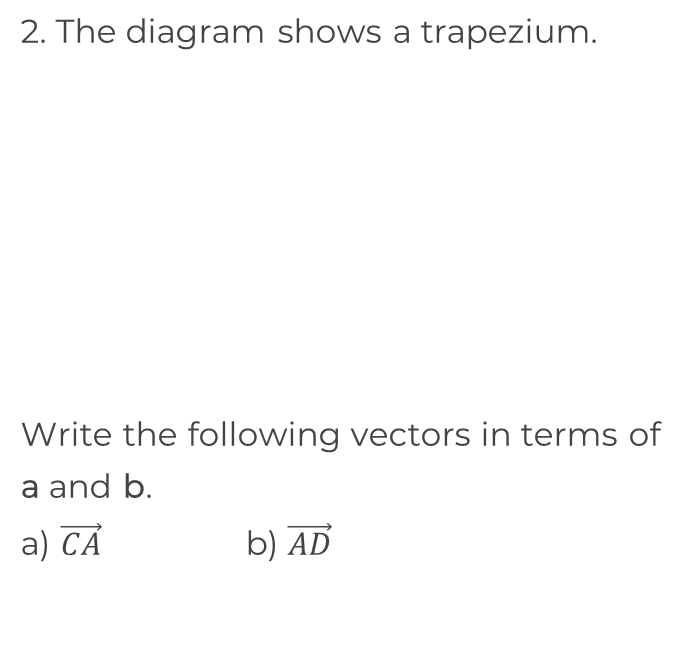 2. The diagram shows a trapezium.
Write the following vectors in terms of
a and b.
a) \overrightarrow{CA} b) \overrightarrow{AD}